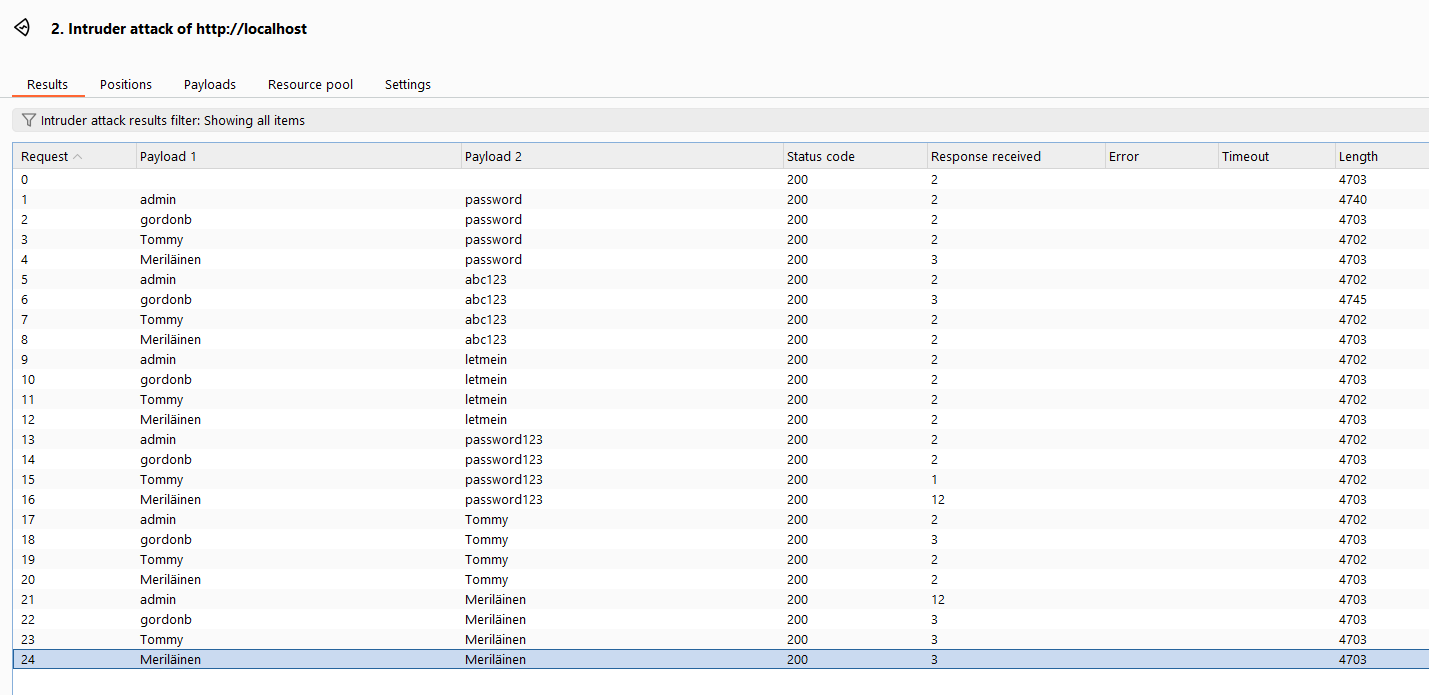 2. Intruder attack of http://localhost
Results Positions Payloads Resource pool Settings
Intruder attack results filter: Showing all items
Request Payload 1 Payload 2 Status code Response received Error Timeout Length
0 200 2 4703
1 admin password 200 2 4740
2 gordonb password 200 2 4703
3 Tommy password 200 2 4702
4 Meriläinen password 200 3 4703
5 admin abc123 200 2 4702
6 gordonb abc123 200 3 4745
7 Tommy abc123 200 2 4702
8 Meriläinen abc123 200 2 4703
9 admin letmein 200 2 4702
10 gordonb letmein 200 2 4703
11 Tommy letmein 200 2 4702
12 Meriläinen letmein 200 2 4703
13 admin password123 200 2 4702
14 gordonb password123 200 2 4703
15 Tommy password123 200 1 4702
16 Meriläinen password123 200 12 4703
17 admin Tommy 200 2 4702
18 gordonb Tommy 200 3 4703
19 Tommy Tommy 200 2 4702
20 Meriläinen Tommy 200 2 4703
21 admin Meriläinen 200 12 4703
22 gordonb Meriläinen 200 3 4703
23 Tommy Meriläinen 200 3 4703
24 Meriläinen Meriläinen 200 3 4703